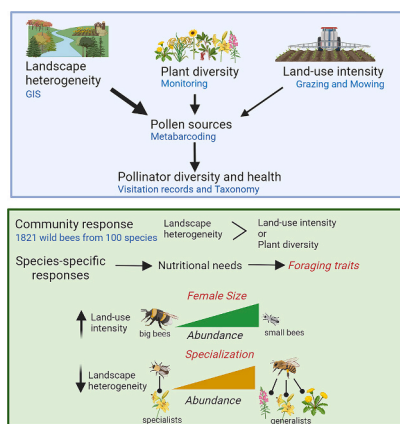 Landscape
heterogeneity
GIS
Plant diversity
Monitoring
Land-use intensity
Grazing and Mowing
Pollen sources
Metabarcoding
Pollinator diversity and health
Visitation records and Taxonomy
Community response
1821 wild bees from 100 species
Landscape
heterogeneity
Land-use intensity
or
Plant diversity
Species-specific
responses
Nutritional needs
Foraging traits
Female Size
Land-use
intensity
big bees
small bees
Abundance
Specialization
Landscape
heterogeneity
Abundance
specialists
generalists